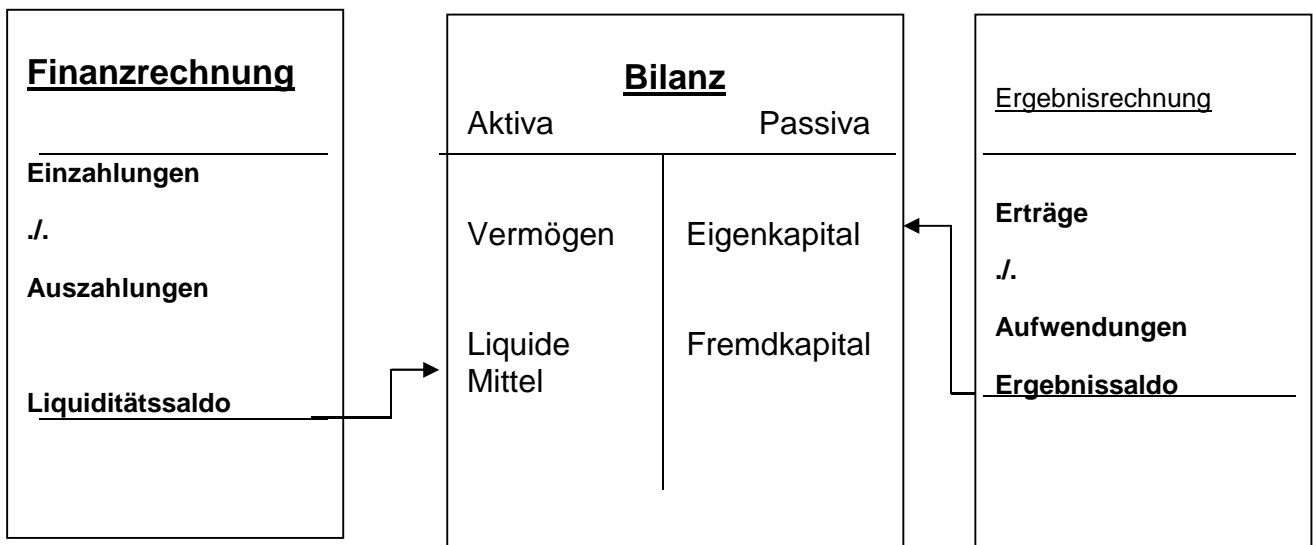 Finanzrechnung
Einzahlungen
./.
Auszahlungen
Liquiditätssaldo
Bilanz
Aktiva Passiva
Vermögen Eigenkapital
Liquide Fremdkapital
Mittel
Ergebnisrechnung
Erträge
./.
Aufwendungen
Ergebnissaldo